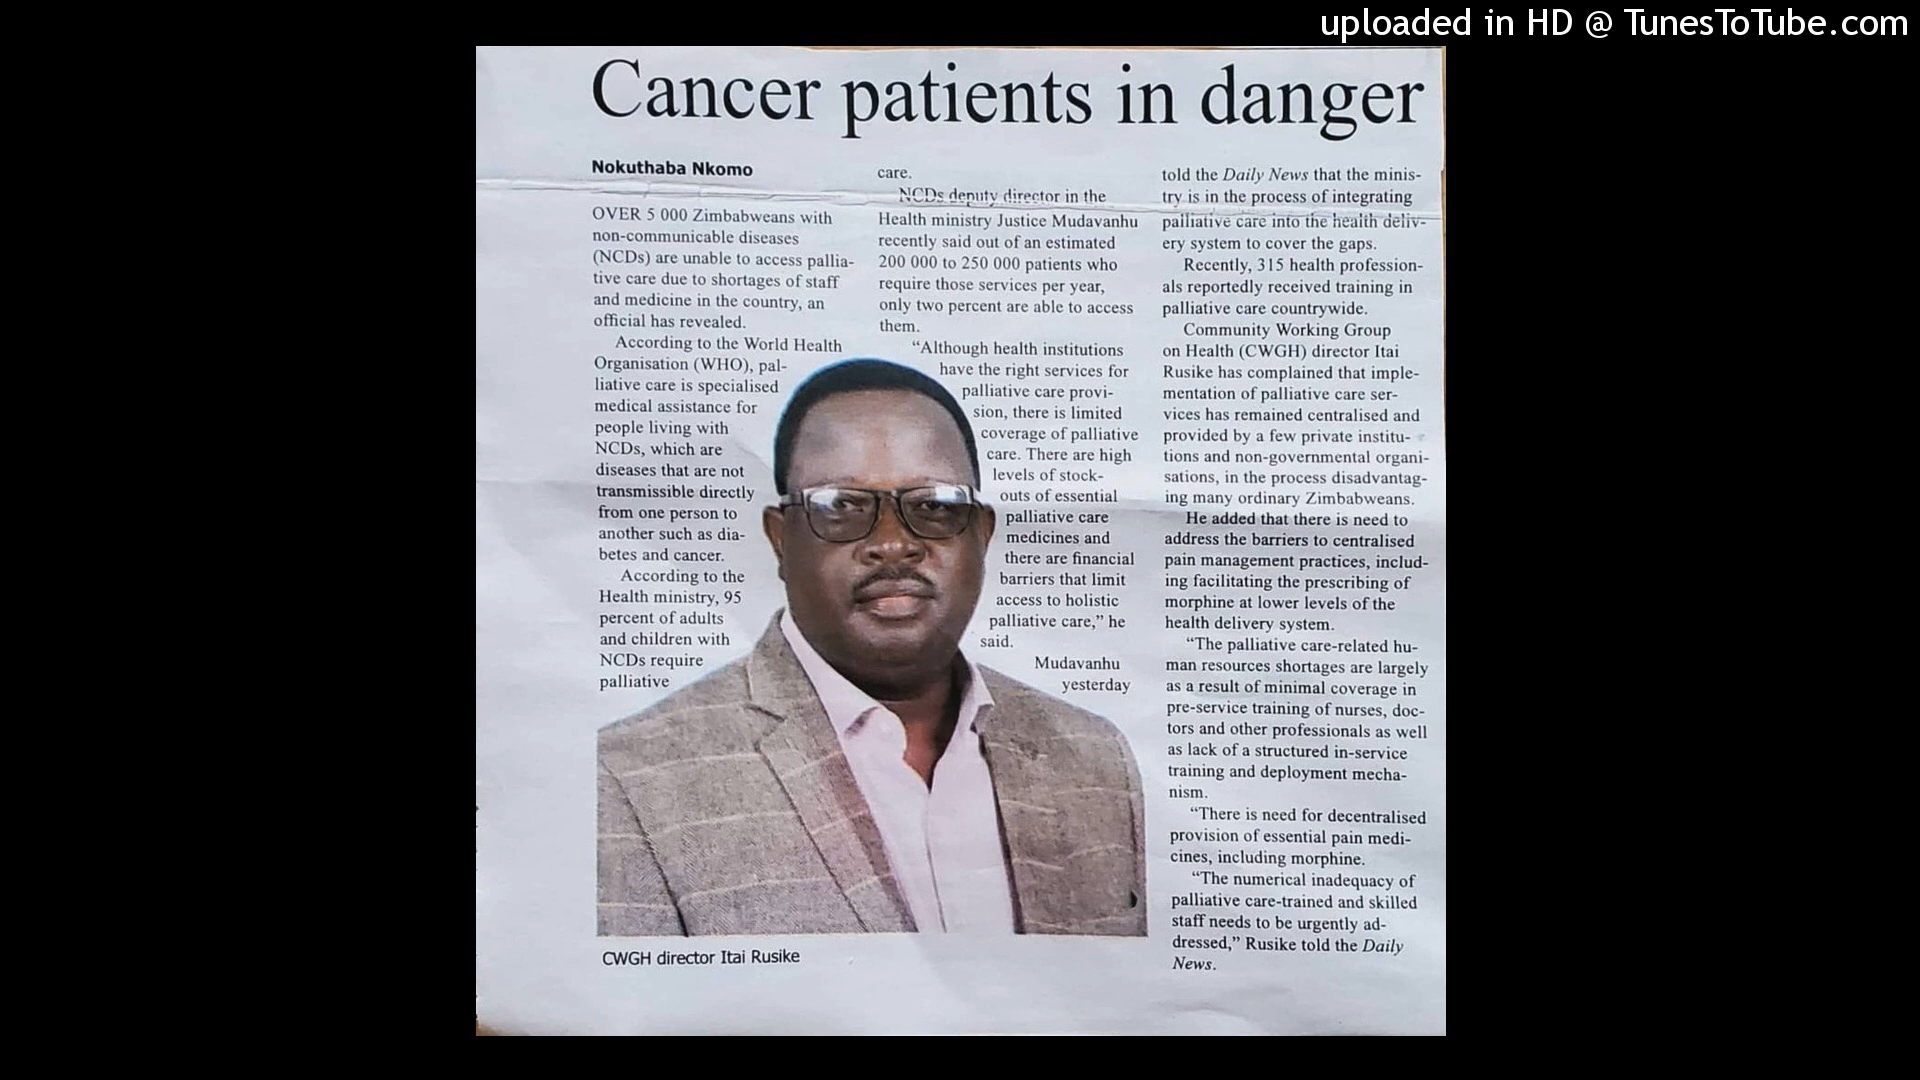 uploaded in HD @ TunesToTube.com
Cancer patients in danger
Nokuthaba Nkomo
OVER 5 000 Zimbabweans with
non-communicable diseases
(NCDs) are unable to access pallia-
tive care due to shortages of staff
and medicine in the country, an
official has revealed.
According to the World Health
Organisation (WHO), pal-
liative care is specialised
medical assistance for
people living with
NCDs, which are
diseases that are not
transmissible directly
from one person to
another such as dia-
betes and cancer.
According to the
Health ministry, 95
percent of adults
and children with
NCDs require
palliative
care.
NCDs deputy director in the
Health ministry Justice Mudavanhu
recently said out of an estimated
200 000 to 250 000 patients who
require those services per year,
only two percent are able to access
them.
“Although health institutions
have the right services for
palliative care provi-
sion, there is limited
coverage of palliative
care. There are high
levels of stock-
outs of essential
palliative care
medicines and
there are financial
barriers that limit
access to holistic
palliative care,” he
said.
Mudavanhu
yesterday
told the Daily News that the minis-
try is in the process of integrating
palliative care into the health deliv-
ery system to cover the gaps.
Recently, 315 health profession-
als reportedly received training in
palliative care countrywide.
Community Working Group
on Health (CWGH) director Itai
Rusike has complained that imple-
mentation of palliative care ser-
vices has remained centralised and
provided by a few private institu-
tions and non-governmental organi-
sations, in the process disadvantag-
ing many ordinary Zimbabweans.
He added that there is need to
address the barriers to centralised
pain management practices, includ-
ing facilitating the prescribing of
morphine at lower levels of the
health delivery system.
“The palliative care-related hu-
man resources shortages are largely
as a result of minimal coverage in
pre-service training of nurses, doc-
tors and other professionals as well
as lack of a structured in-service
training and deployment mecha-
nism.
“There is need for decentralised
provision of essential pain medi-
cines, including morphine.
“The numerical inadequacy of
palliative care-trained and skilled
staff needs to be urgently ad-
dressed,” Rusike told the Daily
News.
CWGH director Itai Rusike